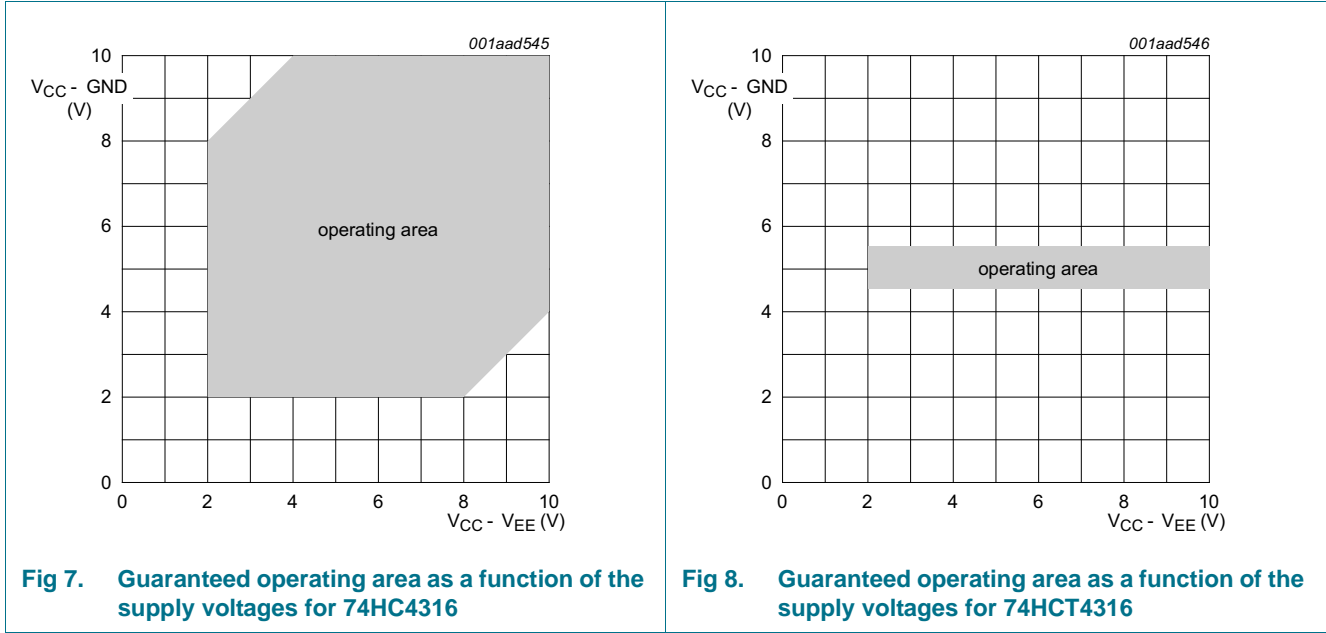 001aad545
10
VCC - GND
(V)
8
6
operating area
4
2
0
0 2 4 6 8 10
VCC - VEE (V)
Fig 7. Guaranteed operating area as a function of the
supply voltages for 74HC4316
001aad546
10
VCC - GND
(V)
8
6
operating area
4
2
0
0 2 4 6 8 10
VCC - VEE (V)
Fig 8. Guaranteed operating area as a function of the
supply voltages for 74HCT4316